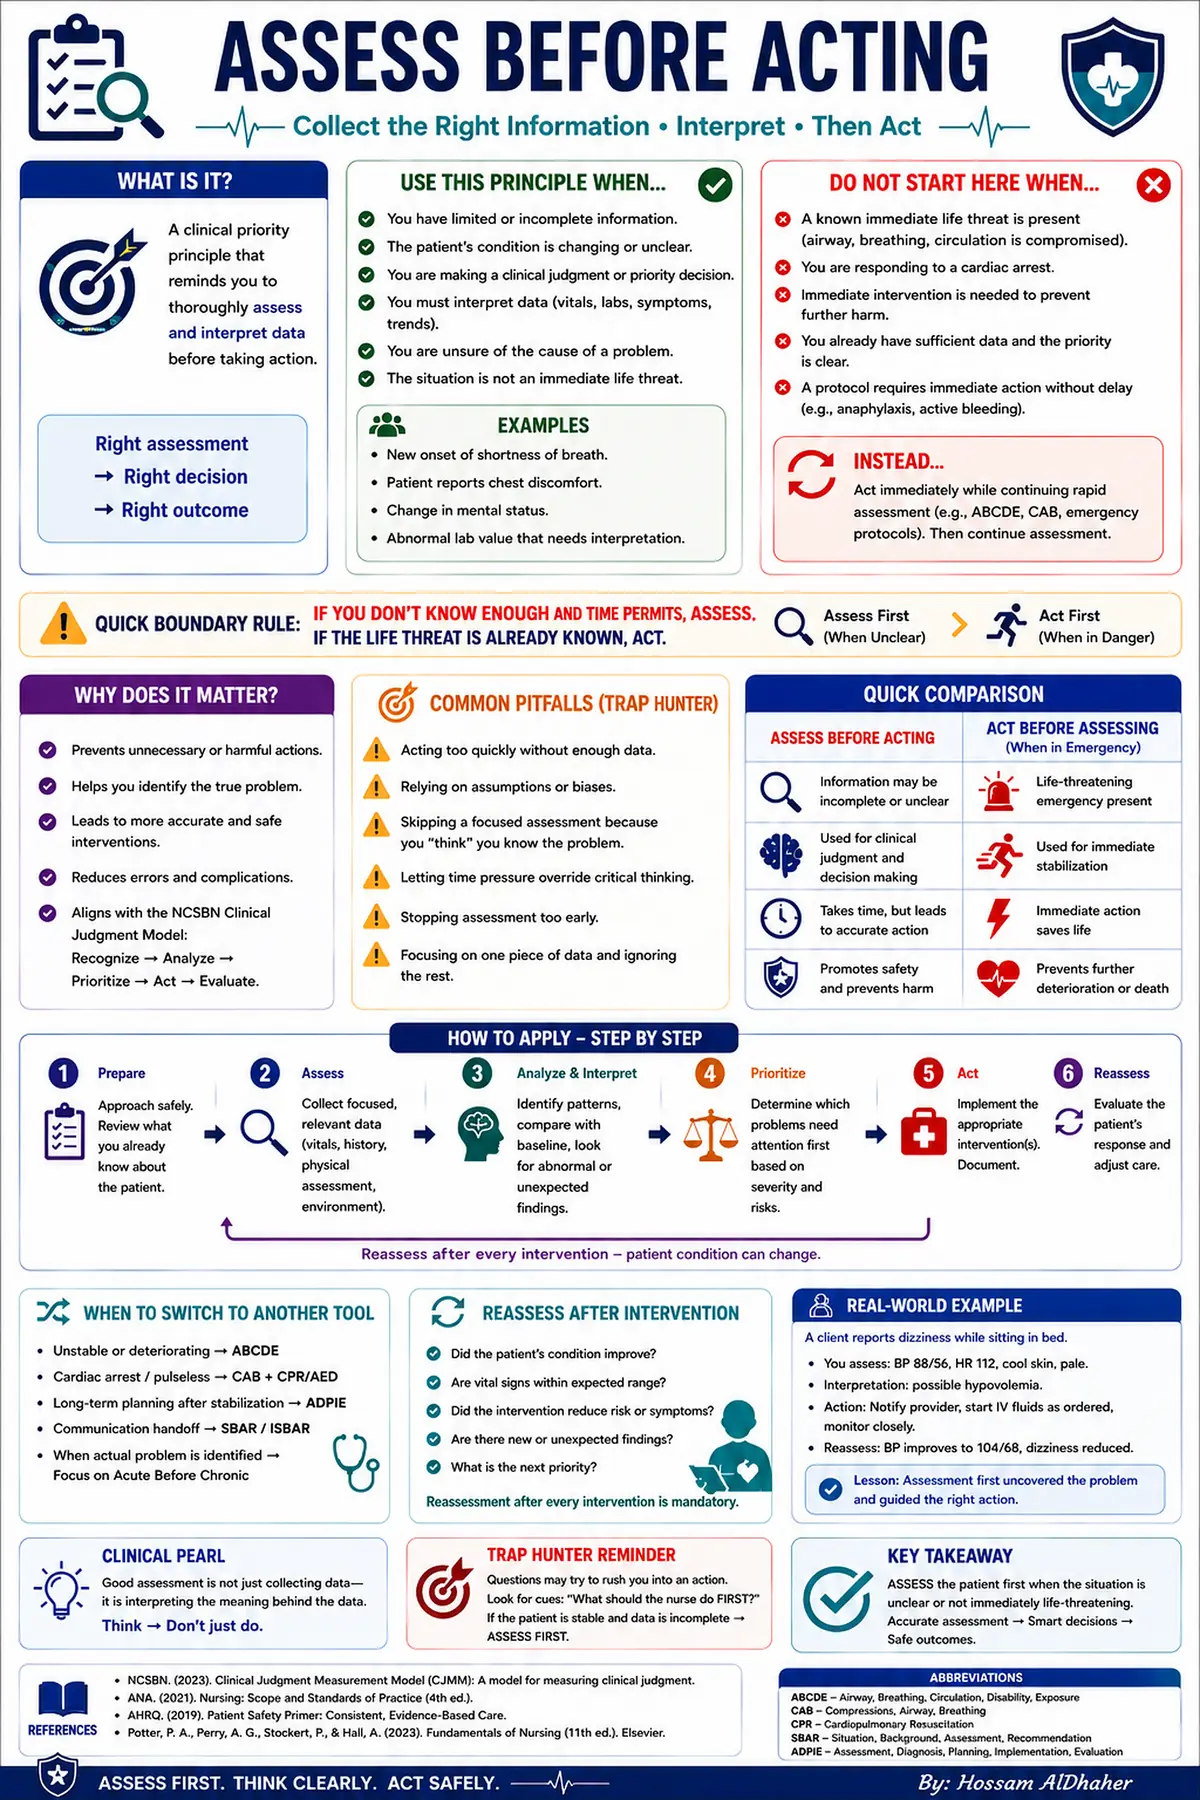 ASSESS BEFORE ACTING
Collect the Right Information • Interpret • Then Act
WHAT IS IT?
A clinical priority
principle that
reminds you to
thoroughly assess
and interpret data
before taking action.
Right assessment
→ Right decision
→ Right outcome
USE THIS PRINCIPLE WHEN...
You have limited or incomplete information.
The patient's condition is changing or unclear.
You are making a clinical judgment or priority decision.
You must interpret data (vitals, labs, symptoms,
trends).
You are unsure of the cause of a problem.
The situation is not an immediate life threat.
EXAMPLES
• New onset of shortness of breath.
• Patient reports chest discomfort.
• Change in mental status.
• Abnormal lab value that needs interpretation.
DO NOT START HERE WHEN...
A known immediate life threat is present
(airway, breathing, circulation is compromised).
You are responding to a cardiac arrest.
Immediate intervention is needed to prevent
further harm.
You already have sufficient data and the priority
is clear.
A protocol requires immediate action without delay
(e.g., anaphylaxis, active bleeding).
INSTEAD...
Act immediately while continuing rapid
assessment (e.g., ABCDE, CAB, emergency
protocols). Then continue assessment.
QUICK BOUNDARY RULE:
IF YOU DON'T KNOW ENOUGH AND TIME PERMITS, ASSESS.
IF THE LIFE THREAT IS ALREADY KNOWN, ACT.
Assess First
(When Unclear)
Act First
(When in Danger)
WHY DOES IT MATTER?
Prevents unnecessary or harmful actions.
Helps you identify the true problem.
Leads to more accurate and safe
interventions.
Reduces errors and complications.
Aligns with the NCSBN Clinical
Judgment Model:
Recognize → Analyze →
Prioritize → Act → Evaluate.
COMMON PITFALLS (TRAP HUNTER)
Acting too quickly without enough data.
Relying on assumptions or biases.
Skipping a focused assessment because
you "think" you know the problem.
Letting time pressure override critical thinking.
Stopping assessment too early.
Focusing on one piece of data and ignoring
the rest.
QUICK COMPARISON
ASSESS BEFORE ACTING
ACT BEFORE ASSESSING
(When in Emergency)
Information may be
incomplete or unclear
Life-threatening
emergency present
Used for clinical
judgment and
decision making
Used for immediate
stabilization
Takes time, but leads
to accurate action
Immediate action
saves life
Promotes safety
and prevents harm
Prevents further
deterioration or death
HOW TO APPLY – STEP BY STEP
1 Prepare
Approach safely.
Review what
you already
know about
the patient.
2 Assess
Collect focused,
relevant data
(vitals, history,
physical
assessment,
environment).
3 Analyze & Interpret
Identify patterns,
compare with
baseline, look
for abnormal or
unexpected
findings.
4 Prioritize
Determine which
problems need
attention first
based on
severity and
risks.
5 Act
Implement the
appropriate
intervention(s).
Document.
6 Reassess
Evaluate the
patient's
response and
adjust care.
Reassess after every intervention – patient condition can change.
WHEN TO SWITCH TO ANOTHER TOOL
• Unstable or deteriorating → ABCDE
• Cardiac arrest / pulseless → CAB + CPR/AED
• Long-term planning after stabilization → ADPIE
• Communication handoff → SBAR / ISBAR
• When actual problem is identified →
Focus on Acute Before Chronic
REASSESS AFTER INTERVENTION
Did the patient's condition improve?
Are vital signs within expected range?
Did the intervention reduce risk or symptoms?
Are there new or unexpected findings?
What is the next priority?
Reassessment after every intervention is mandatory.
REAL-WORLD EXAMPLE
A client reports dizziness while sitting in bed.
• You assess: BP 88/56, HR 112, cool skin, pale.
• Interpretation: possible hypovolemia.
• Action: Notify provider, start IV fluids as ordered,
monitor closely.
• Reassess: BP improves to 104/68, dizziness reduced.
Lesson: Assessment first uncovered the problem
and guided the right action.
CLINICAL PEARL
Good assessment is not just collecting data—
it is interpreting the meaning behind the data.
Think → Don't just do.
TRAP HUNTER REMINDER
Questions may try to rush you into an action.
Look for cues: "What should the nurse do FIRST?"
If the patient is stable and data is incomplete →
ASSESS FIRST.
KEY TAKEAWAY
ASSESS the patient first when the situation is
unclear or not immediately life-threatening.
Accurate assessment → Smart decisions →
Safe outcomes.
REFERENCES
• NCSBN. (2023). Clinical Judgment Measurement Model (CJMM): A model for measuring clinical judgment.
• ANA. (2021). Nursing: Scope and Standards of Practice (4th ed.).
• AHRQ. (2019). Patient Safety Primer: Consistent, Evidence-Based Care.
• Potter, P. A., Perry, A. G., Stockert, P., & Hall, A. (2023). Fundamentals of Nursing (11th ed.). Elsevier.
ABBREVIATIONS
ABCDE – Airway, Breathing, Circulation, Disability, Exposure
CAB – Compressions, Airway, Breathing
CPR – Cardiopulmonary Resuscitation
SBAR – Situation, Background, Assessment, Recommendation
ADPIE – Assessment, Diagnosis, Planning, Implementation, Evaluation
ASSESS FIRST. THINK CLEARLY. ACT SAFELY.
By: Hossam AlDhaher